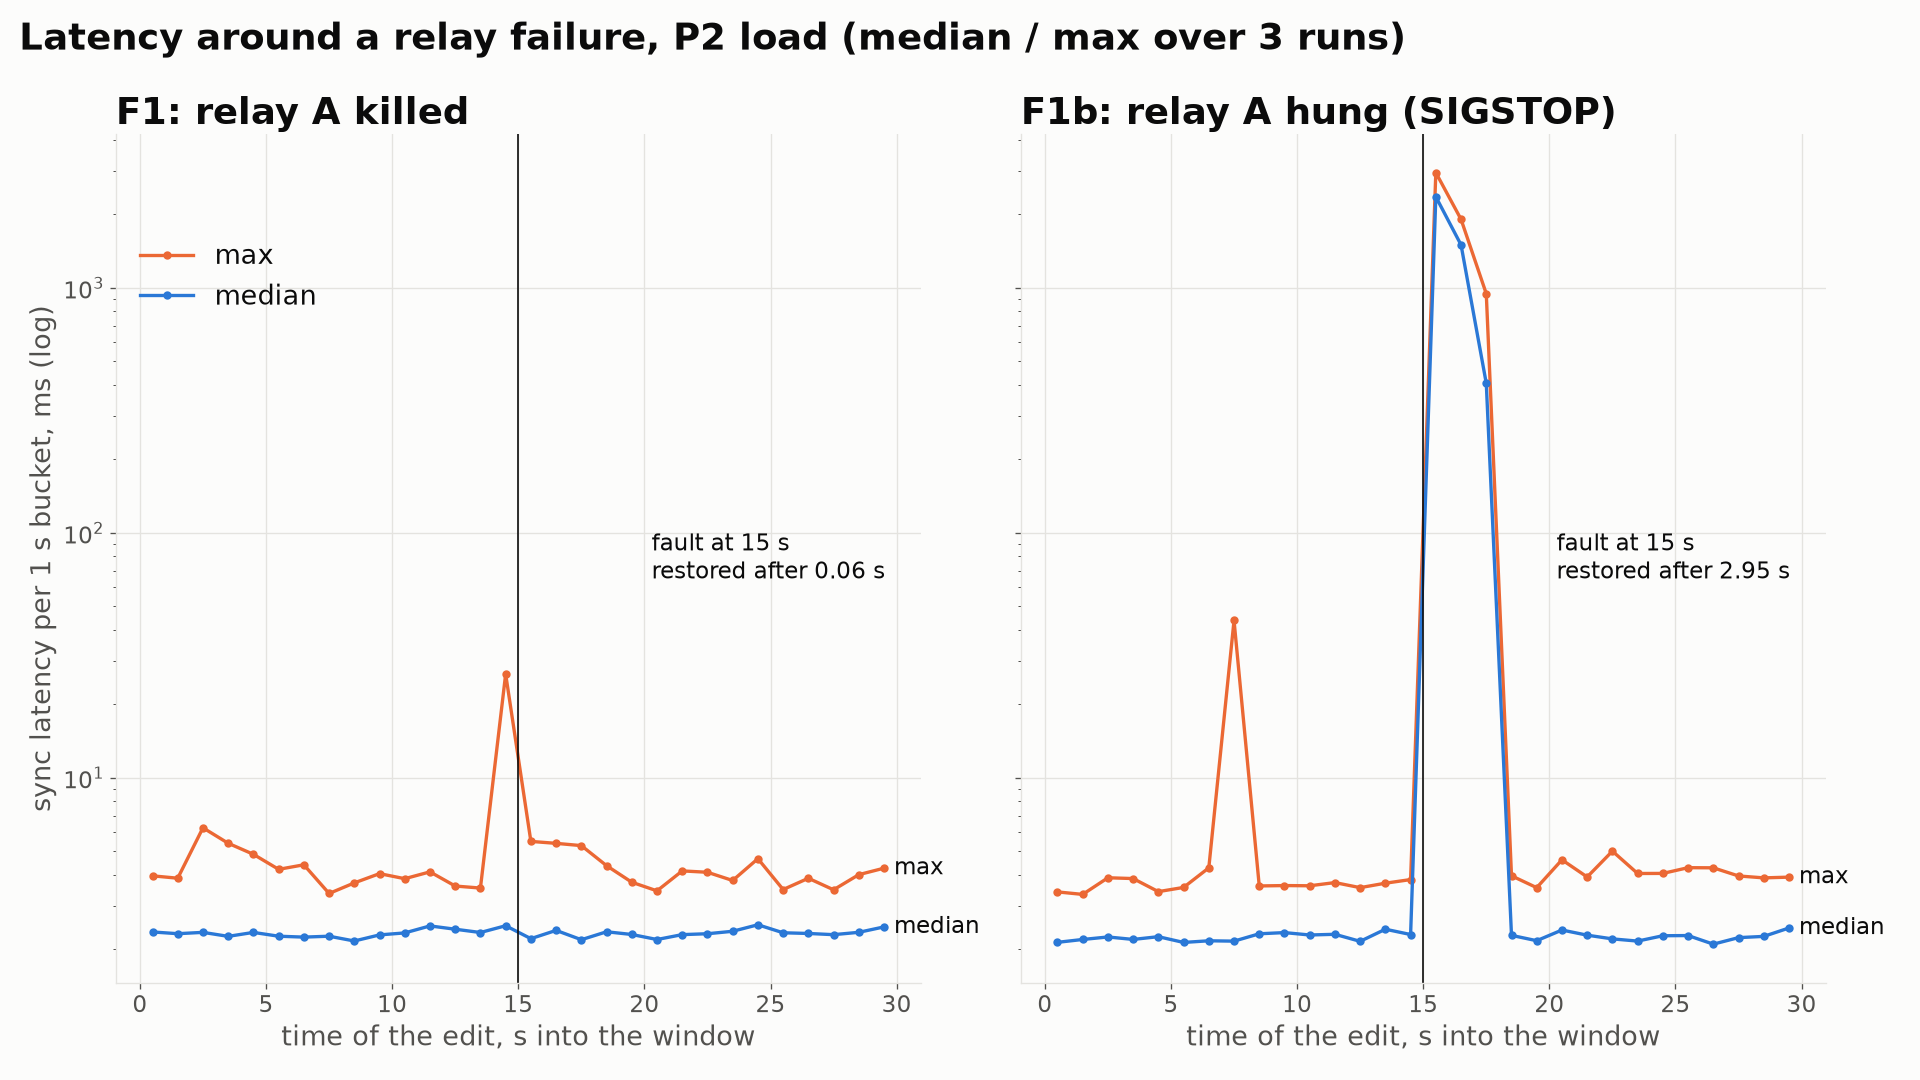 Latency around a relay failure, P2 load (median / max over 3 runs)
F1: relay A killed
max
median
10³
10²
10¹
sync latency per 1 s bucket, ms (log)
fault at 15 s
restored after 0.06 s
max
median
0 5 10 15 20 25 30
time of the edit, s into the window
F1b: relay A hung (SIGSTOP)
fault at 15 s
restored after 2.95 s
max
median
0 5 10 15 20 25 30
time of the edit, s into the window